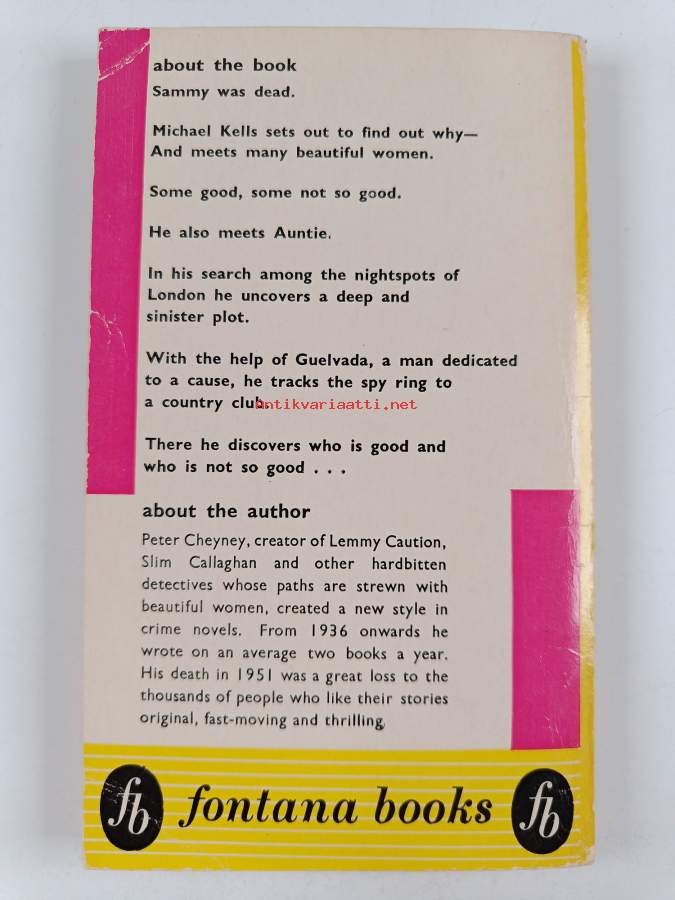 about the book
Sammy was dead.
Michael Kells sets out to find out why—
And meets many beautiful women.
Some good, some not so good.
He also meets Auntie.
In his search among the nightspots of
London he uncovers a deep and
sinister plot.
With the help of Guelvada, a man dedicated
to a cause, he tracks the spy ring to
a country club.
antikvariaatti.net
There he discovers who is good and
who is not so good . . .
about the author
Peter Cheyney, creator of Lemmy Caution,
Slim Callaghan and other hardbitten
detectives whose paths are strewn with
beautiful women, created a new style in
crime novels. From 1936 onwards he
wrote on an average two books a year.
His death in 1951 was a great loss to the
thousands of people who like their stories
original, fast-moving and thrilling.
fb fontana books fb